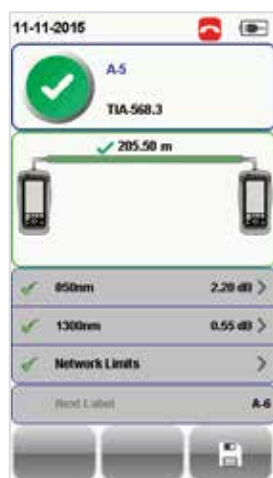 11-11-2015
A-5
TIA-568.3
205.50 m
850nm 2.20 dB
1300nm 0.55 dB
Network Limits
Next Label A-6